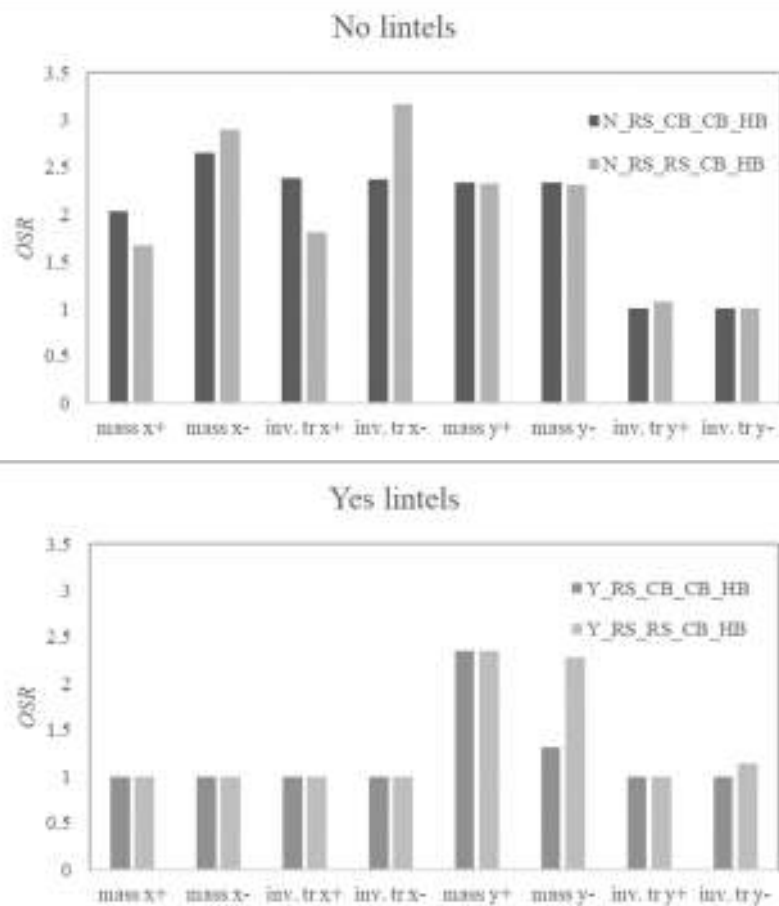 No lintels
3.5
3
2.5
2
1.5
1
0.5
0
OSR
N_RS_CB_CB_HB
N_RS_RS_CB_HB
mass x+ mass x- inv. tr x+ inv. tr x- mass y+ mass y- inv. tr y+ inv. tr y-
Yes lintels
3.5
3
2.5
2
1.5
1
0.5
0
OSR
Y_RS_CB_CB_HB
Y_RS_RS_CB_HB
mass x+ mass x- inv. tr x+ inv. tr x- mass y+ mass y- inv. tr y+ inv. tr y-